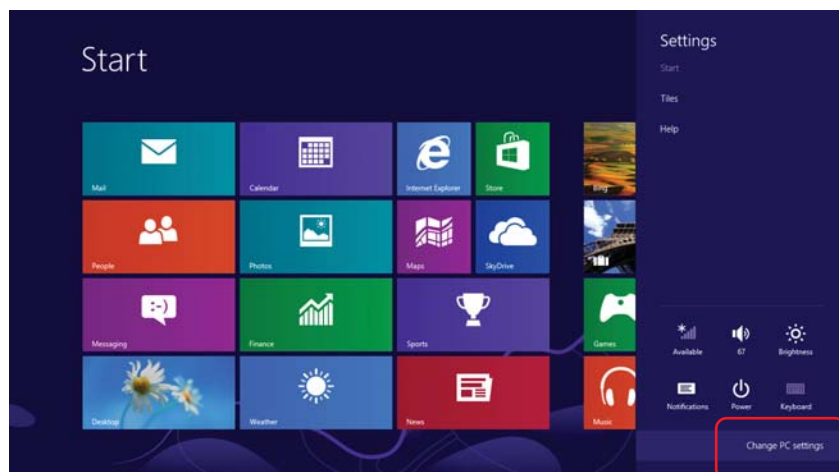 Start
Settings
Start
Tiles
Help
Mail
Calendar
Internet Explorer
Store
Bing
People
Photos
Maps
SkyDrive
Messaging
Finance
Sports
Games
Desktop
Weather
News
Music
Available
67
Brightness
Notifications
Power
Keyboard
Change PC settings